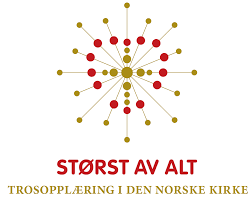 STØRST AV ALT
TROSOPPLÆRING I DEN NORSKE KIRKE